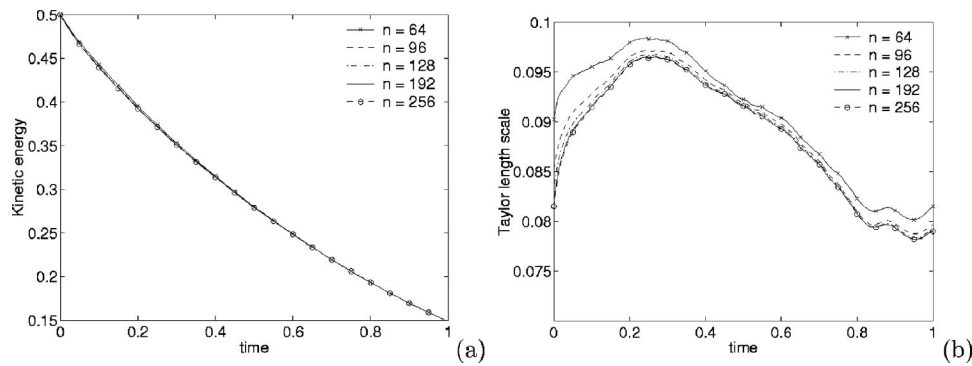 0.5
0.45
0.4
0.35
0.3
0.25
0.2
0.15
Kinetic energy
0 0.2 0.4 0.6 0.8 1
time
n = 64
n = 96
n = 128
n = 192
n = 256
(a)
0.1
0.095
0.09
0.085
0.08
0.075
Taylor length scale
0 0.2 0.4 0.6 0.8 1
time
n = 64
n = 96
n = 128
n = 192
n = 256
(b)